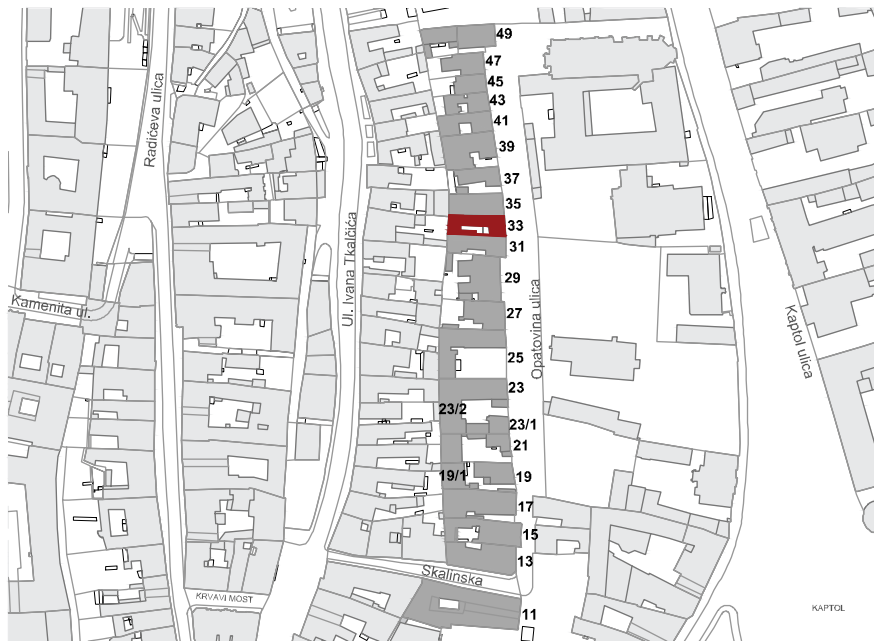 49
47
45
43
41
39
37
35
33
31
29
27
25
23
23/2
23/1
21
19/1
19
17
15
13
11
Radićeva ulica
Ul. Ivana Tkalčića
Opatovina ulica
Kaptol ulica
Kamenita ul.
Skalinska
KRVAVI MOST
KAPTOL